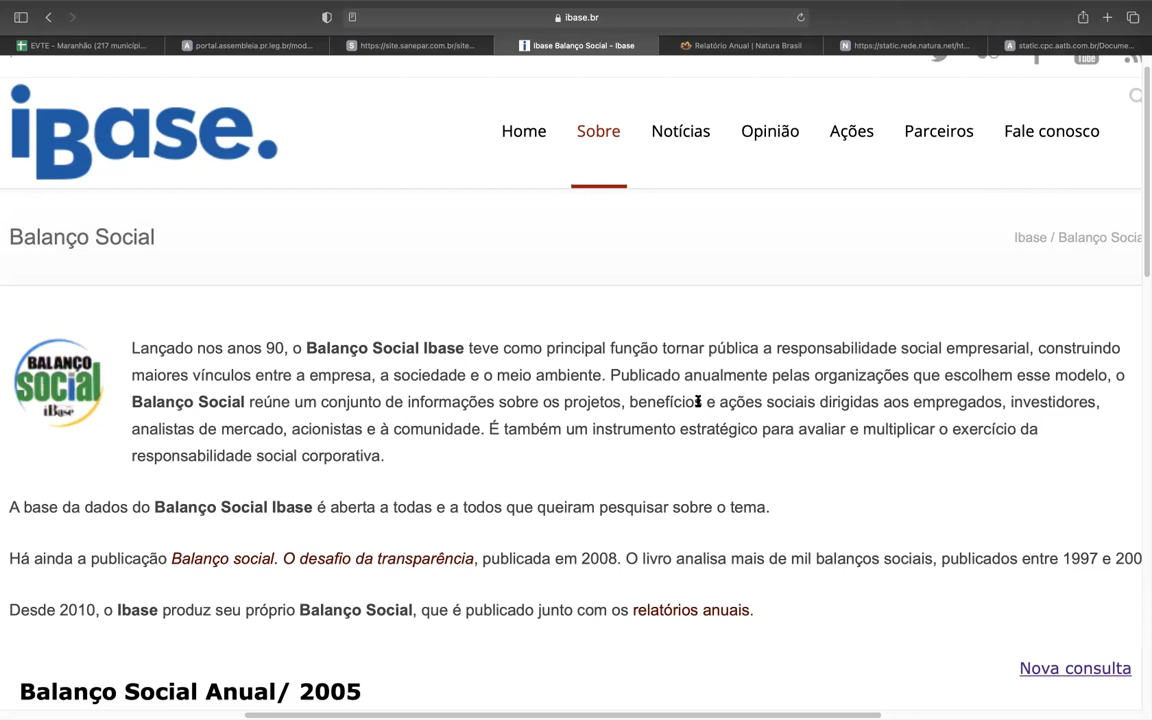 ibase.br
EVTE - Maranhão (217 municípi...
portal.assembleia.pr.leg.br/mod...
https://site.sanepar.com.br/site...
Ibase Balanço Social - Ibase
Relatório Anual | Natura Brasil
https://static.rede.natura.net/ht...
static.cpc.aatb.com.br/Docume...
iBase.
Home
Sobre
Notícias
Opinião
Ações
Parceiros
Fale conosco
Balanço Social
Ibase / Balanço Socia
BALANÇO
social
iBase
Lançado nos anos 90, o Balanço Social Ibase teve como principal função tornar pública a responsabilidade social empresarial, construindo
maiores vínculos entre a empresa, a sociedade e o meio ambiente. Publicado anualmente pelas organizações que escolhem esse modelo, o
Balanço Social reúne um conjunto de informações sobre os projetos, benefícios e ações sociais dirigidas aos empregados, investidores,
analistas de mercado, acionistas e à comunidade. É também um instrumento estratégico para avaliar e multiplicar o exercício da
responsabilidade social corporativa.
A base da dados do Balanço Social Ibase é aberta a todas e a todos que queiram pesquisar sobre o tema.
Há ainda a publicação Balanço social. O desafio da transparência, publicada em 2008. O livro analisa mais de mil balanços sociais, publicados entre 1997 e 200
Desde 2010, o Ibase produz seu próprio Balanço Social, que é publicado junto com os relatórios anuais.
Nova consulta
Balanço Social Anual/ 2005